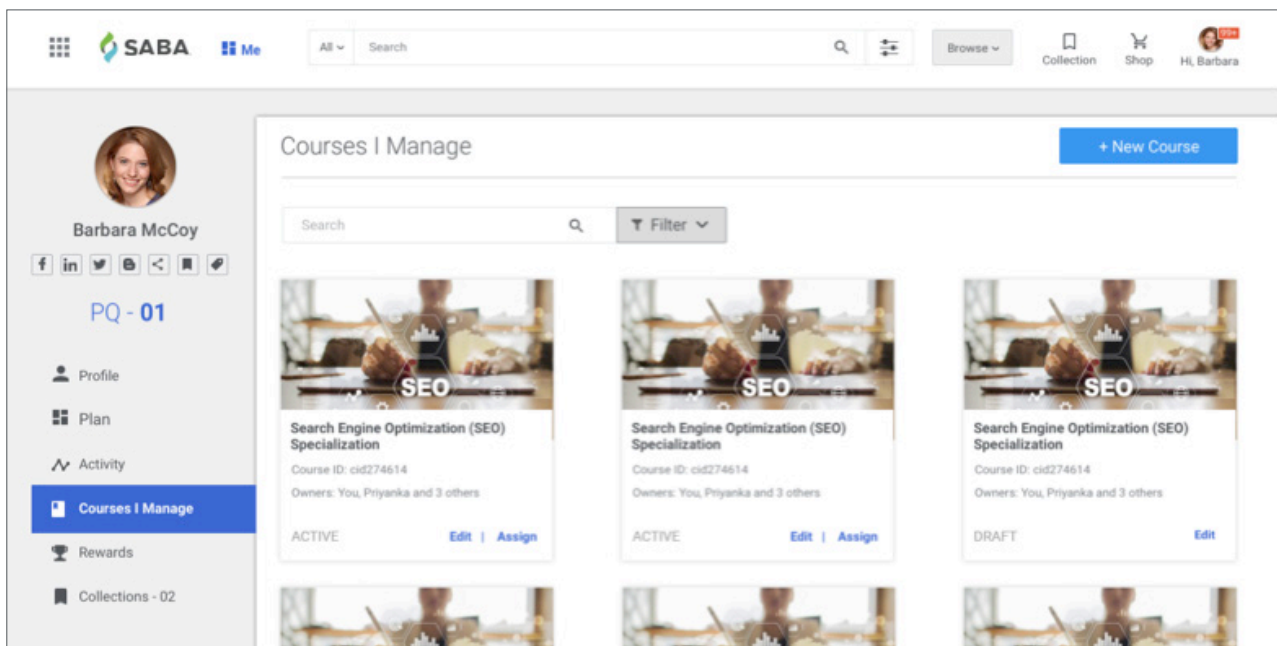 SABA
Me
All
Search
Browse
Collection
Shop
99+
Hi, Barbara
Barbara McCoy
PQ - 01
Profile
Plan
Activity
Courses I Manage
Rewards
Collections - 02
Courses I Manage
+ New Course
Search
Filter
SEO
Search Engine Optimization (SEO)
Specialization
Course ID: cid274614
Owners: You, Priyanka and 3 others
ACTIVE
Edit | Assign
SEO
Search Engine Optimization (SEO)
Specialization
Course ID: cid274614
Owners: You, Priyanka and 3 others
ACTIVE
Edit | Assign
SEO
Search Engine Optimization (SEO)
Specialization
Course ID: cid274614
Owners: You, Priyanka and 3 others
DRAFT
Edit